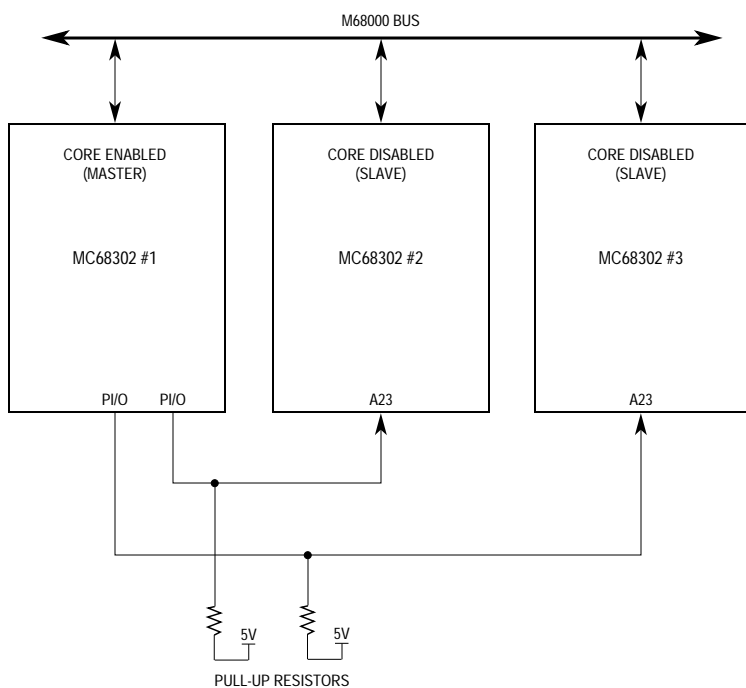 M68000 BUS
CORE ENABLED
(MASTER)
MC68302 #1
PI/O PI/O
CORE DISABLED
(SLAVE)
MC68302 #2
A23
CORE DISABLED
(SLAVE)
MC68302 #3
A23
5V
5V
PULL-UP RESISTORS